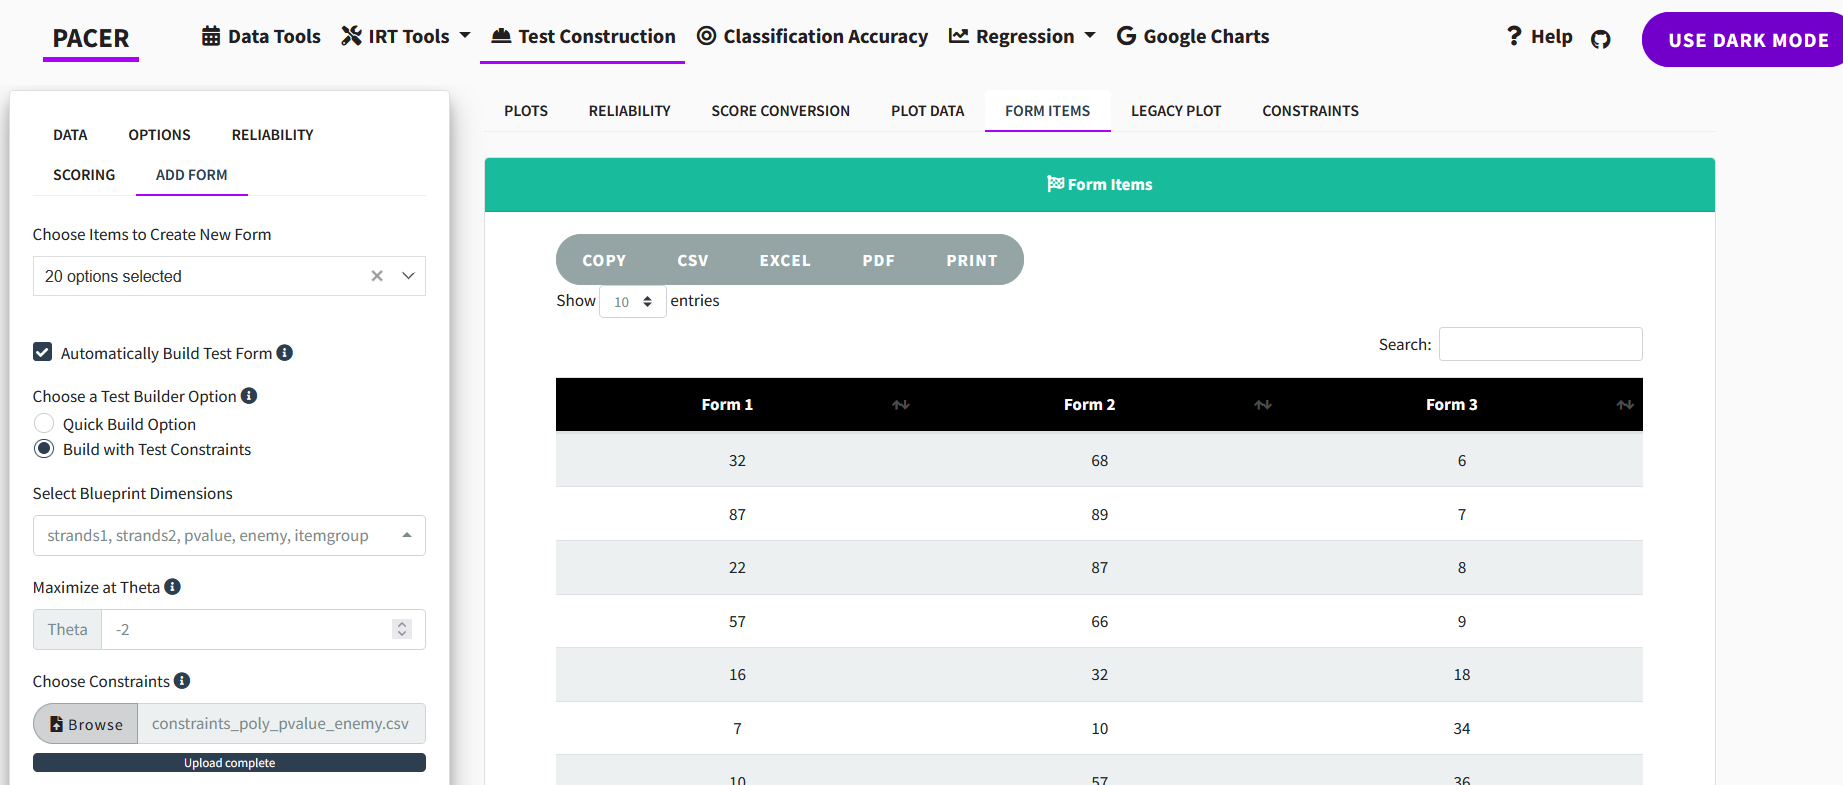 PACER Data Tools IRT Tools Test Construction Classification Accuracy Regression Google Charts Help USE DARK MODE
DATA OPTIONS RELIABILITY
SCORING ADD FORM
Choose Items to Create New Form
20 options selected
Automatically Build Test Form
Choose a Test Builder Option
Quick Build Option
Build with Test Constraints
Select Blueprint Dimensions
strands1, strands2, pvalue, enemy, itemgroup
Maximize at Theta
Theta -2
Choose Constraints
Browse constraints_poly_pvalue_enemy.csv
Upload complete
PLOTS RELIABILITY SCORE CONVERSION PLOT DATA FORM ITEMS LEGACY PLOT CONSTRAINTS
Form Items
COPY CSV EXCEL PDF PRINT
Show 10 entries
Search:
Form 1 Form 2 Form 3
32 68 6
87 89 7
22 87 8
57 66 9
16 32 18
7 10 34
10 57 36